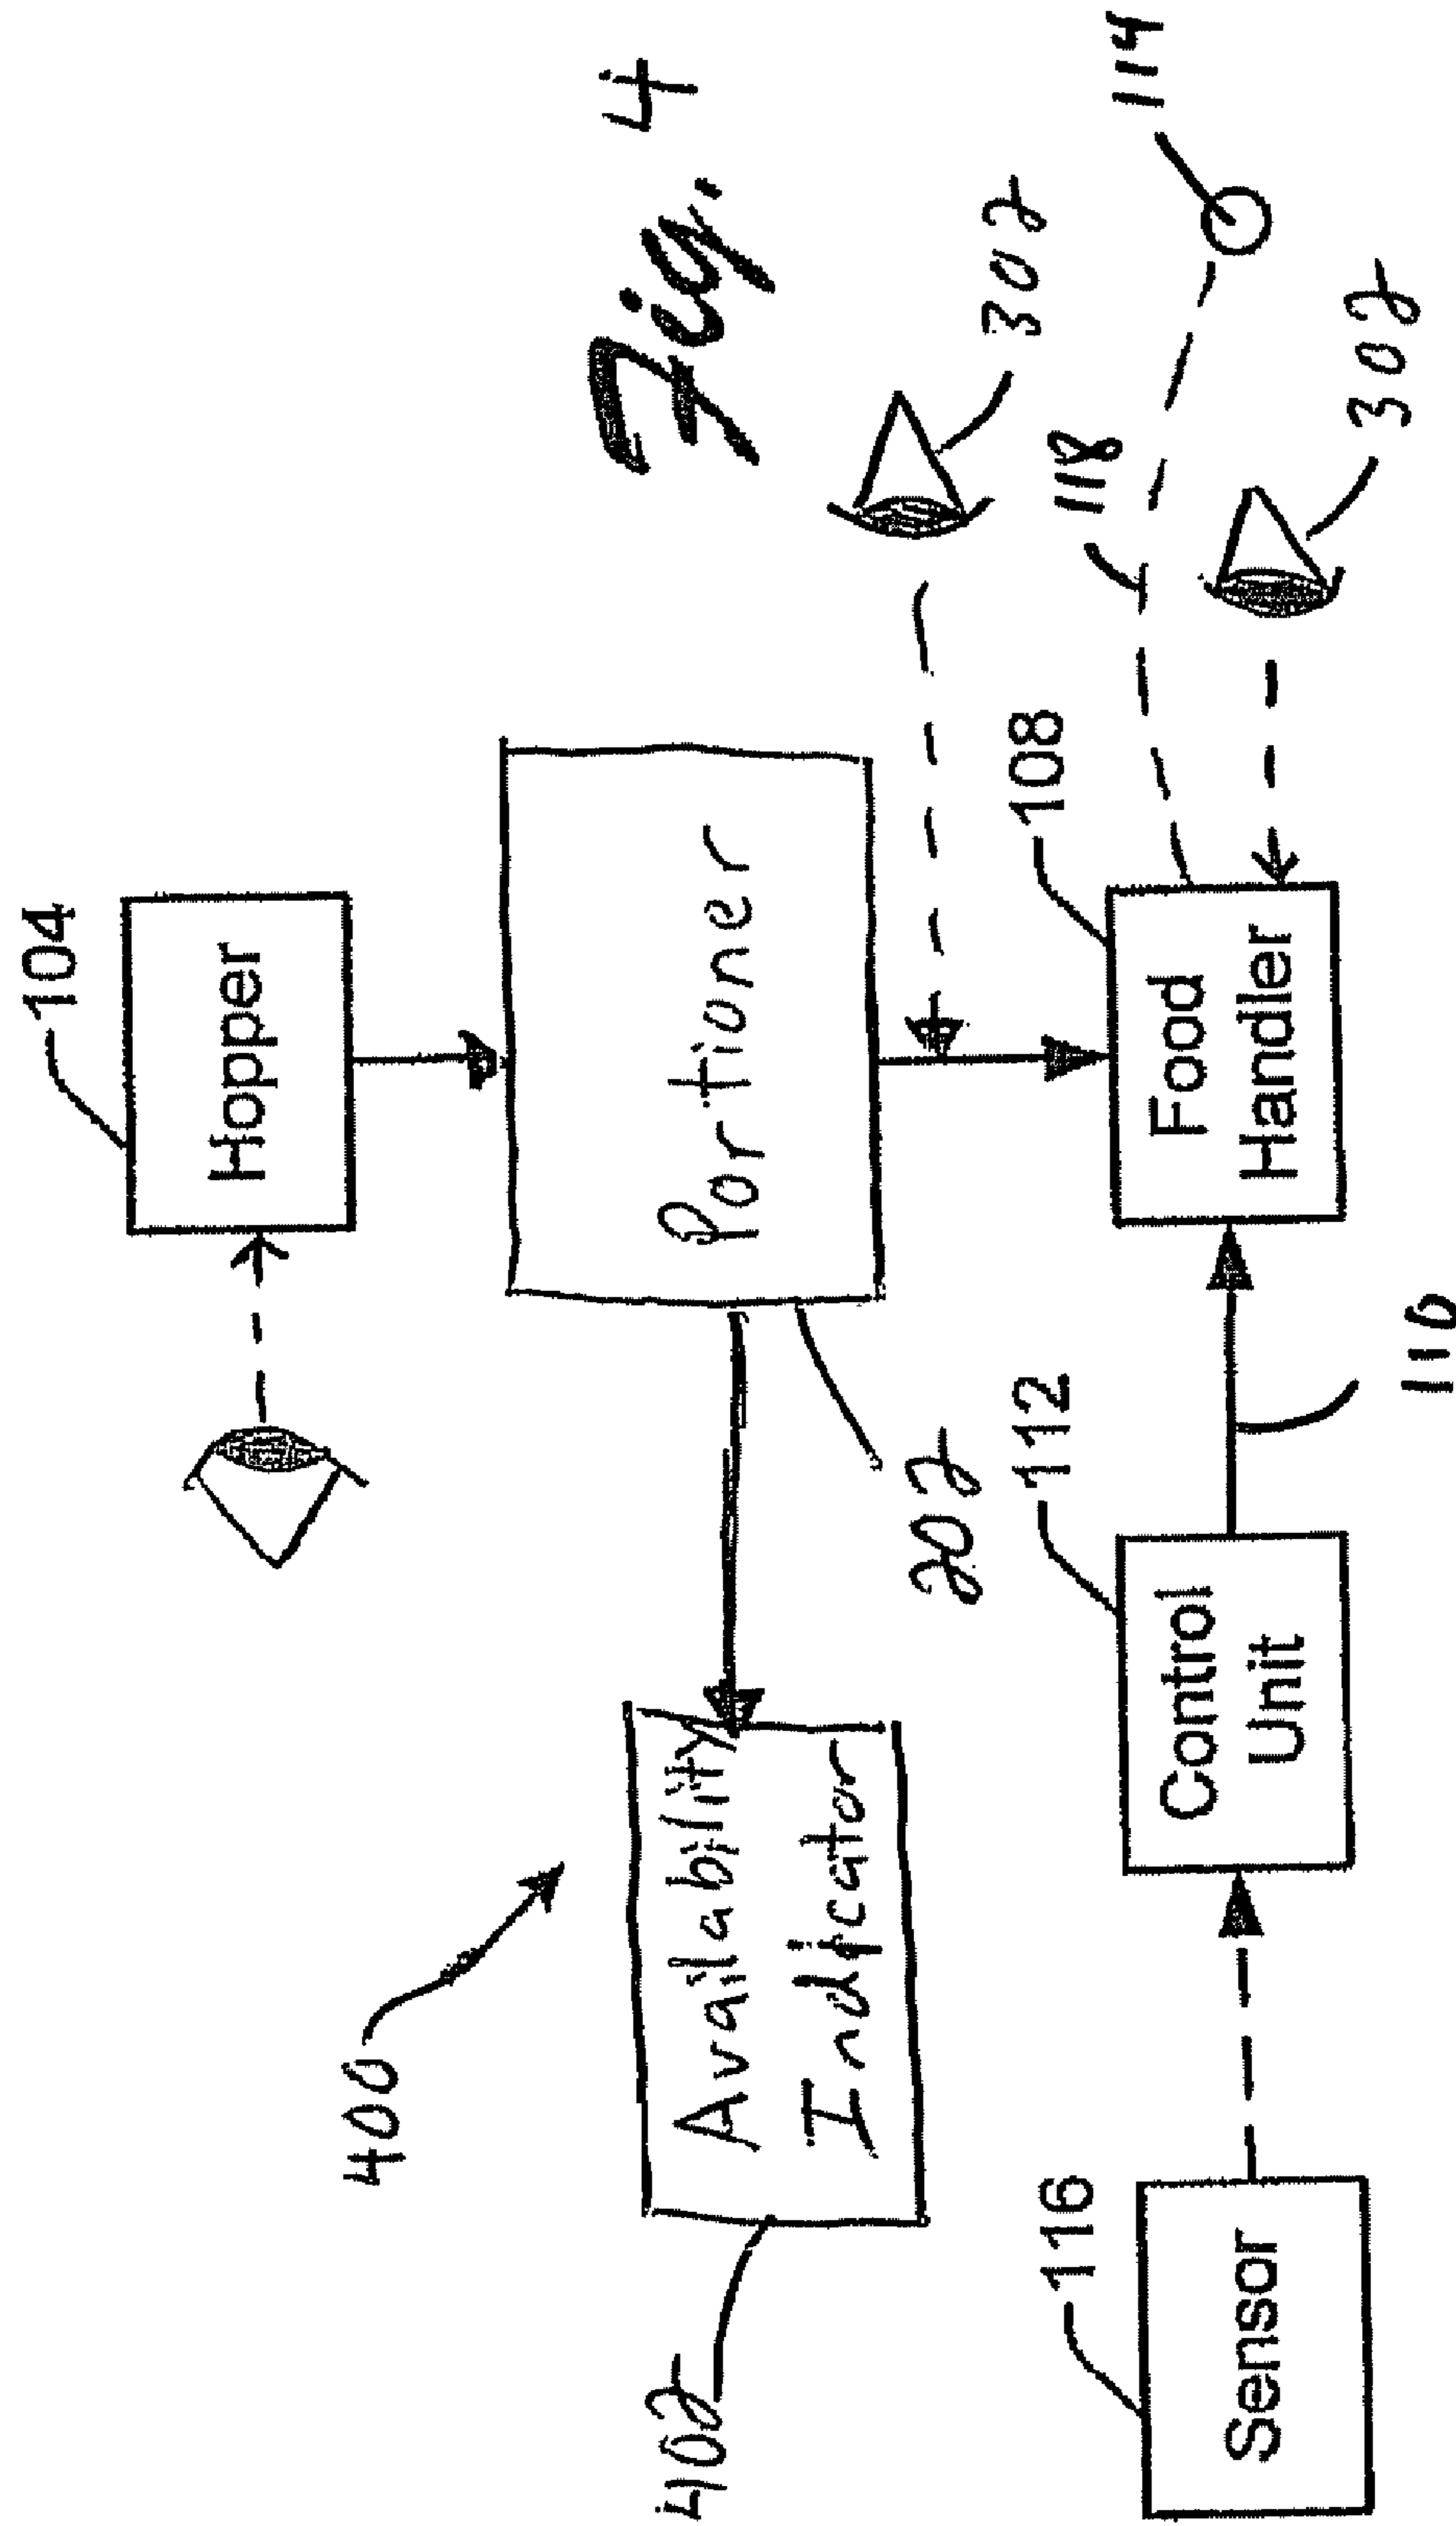 104
Hopper
400
Fig. 4
402
Availability
Indicator
Portioner
202
302
116
112
108
118
114
Sensor
Control
Unit
Food
Handler
302